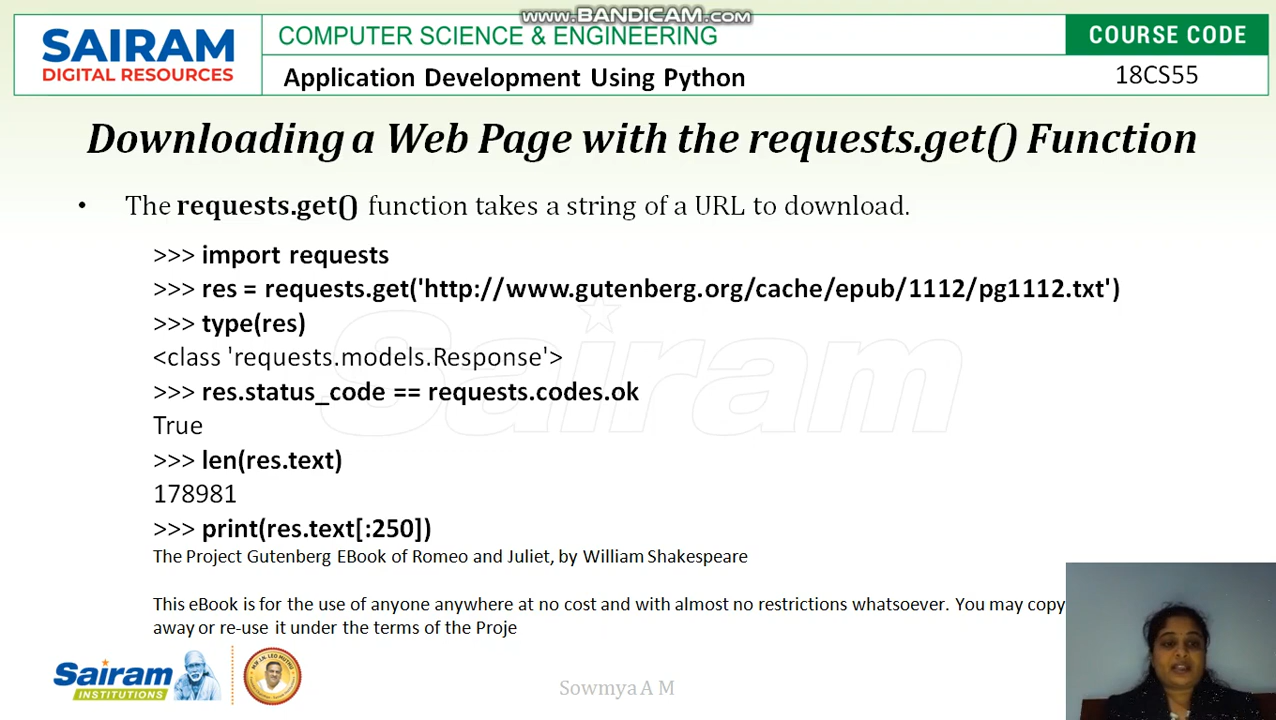 www.BANDICAM.com
SAIRAM
DIGITAL RESOURCES
COMPUTER SCIENCE & ENGINEERING
COURSE CODE
Application Development Using Python
18CS55
Downloading a Web Page with the requests.get() Function
• The requests.get() function takes a string of a URL to download.
>>> import requests
>>> res = requests.get('http://www.gutenberg.org/cache/epub/1112/pg1112.txt')
>>> type(res)
<class 'requests.models.Response'>
>>> res.status_code == requests.codes.ok
True
>>> len(res.text)
178981
>>> print(res.text[:250])
The Project Gutenberg EBook of Romeo and Juliet, by William Shakespeare
This eBook is for the use of anyone anywhere at no cost and with almost no restrictions whatsoever. You may copy
away or re-use it under the terms of the Proje
Sairam
Sairam
INSTITUTIONS
Sowmya A M